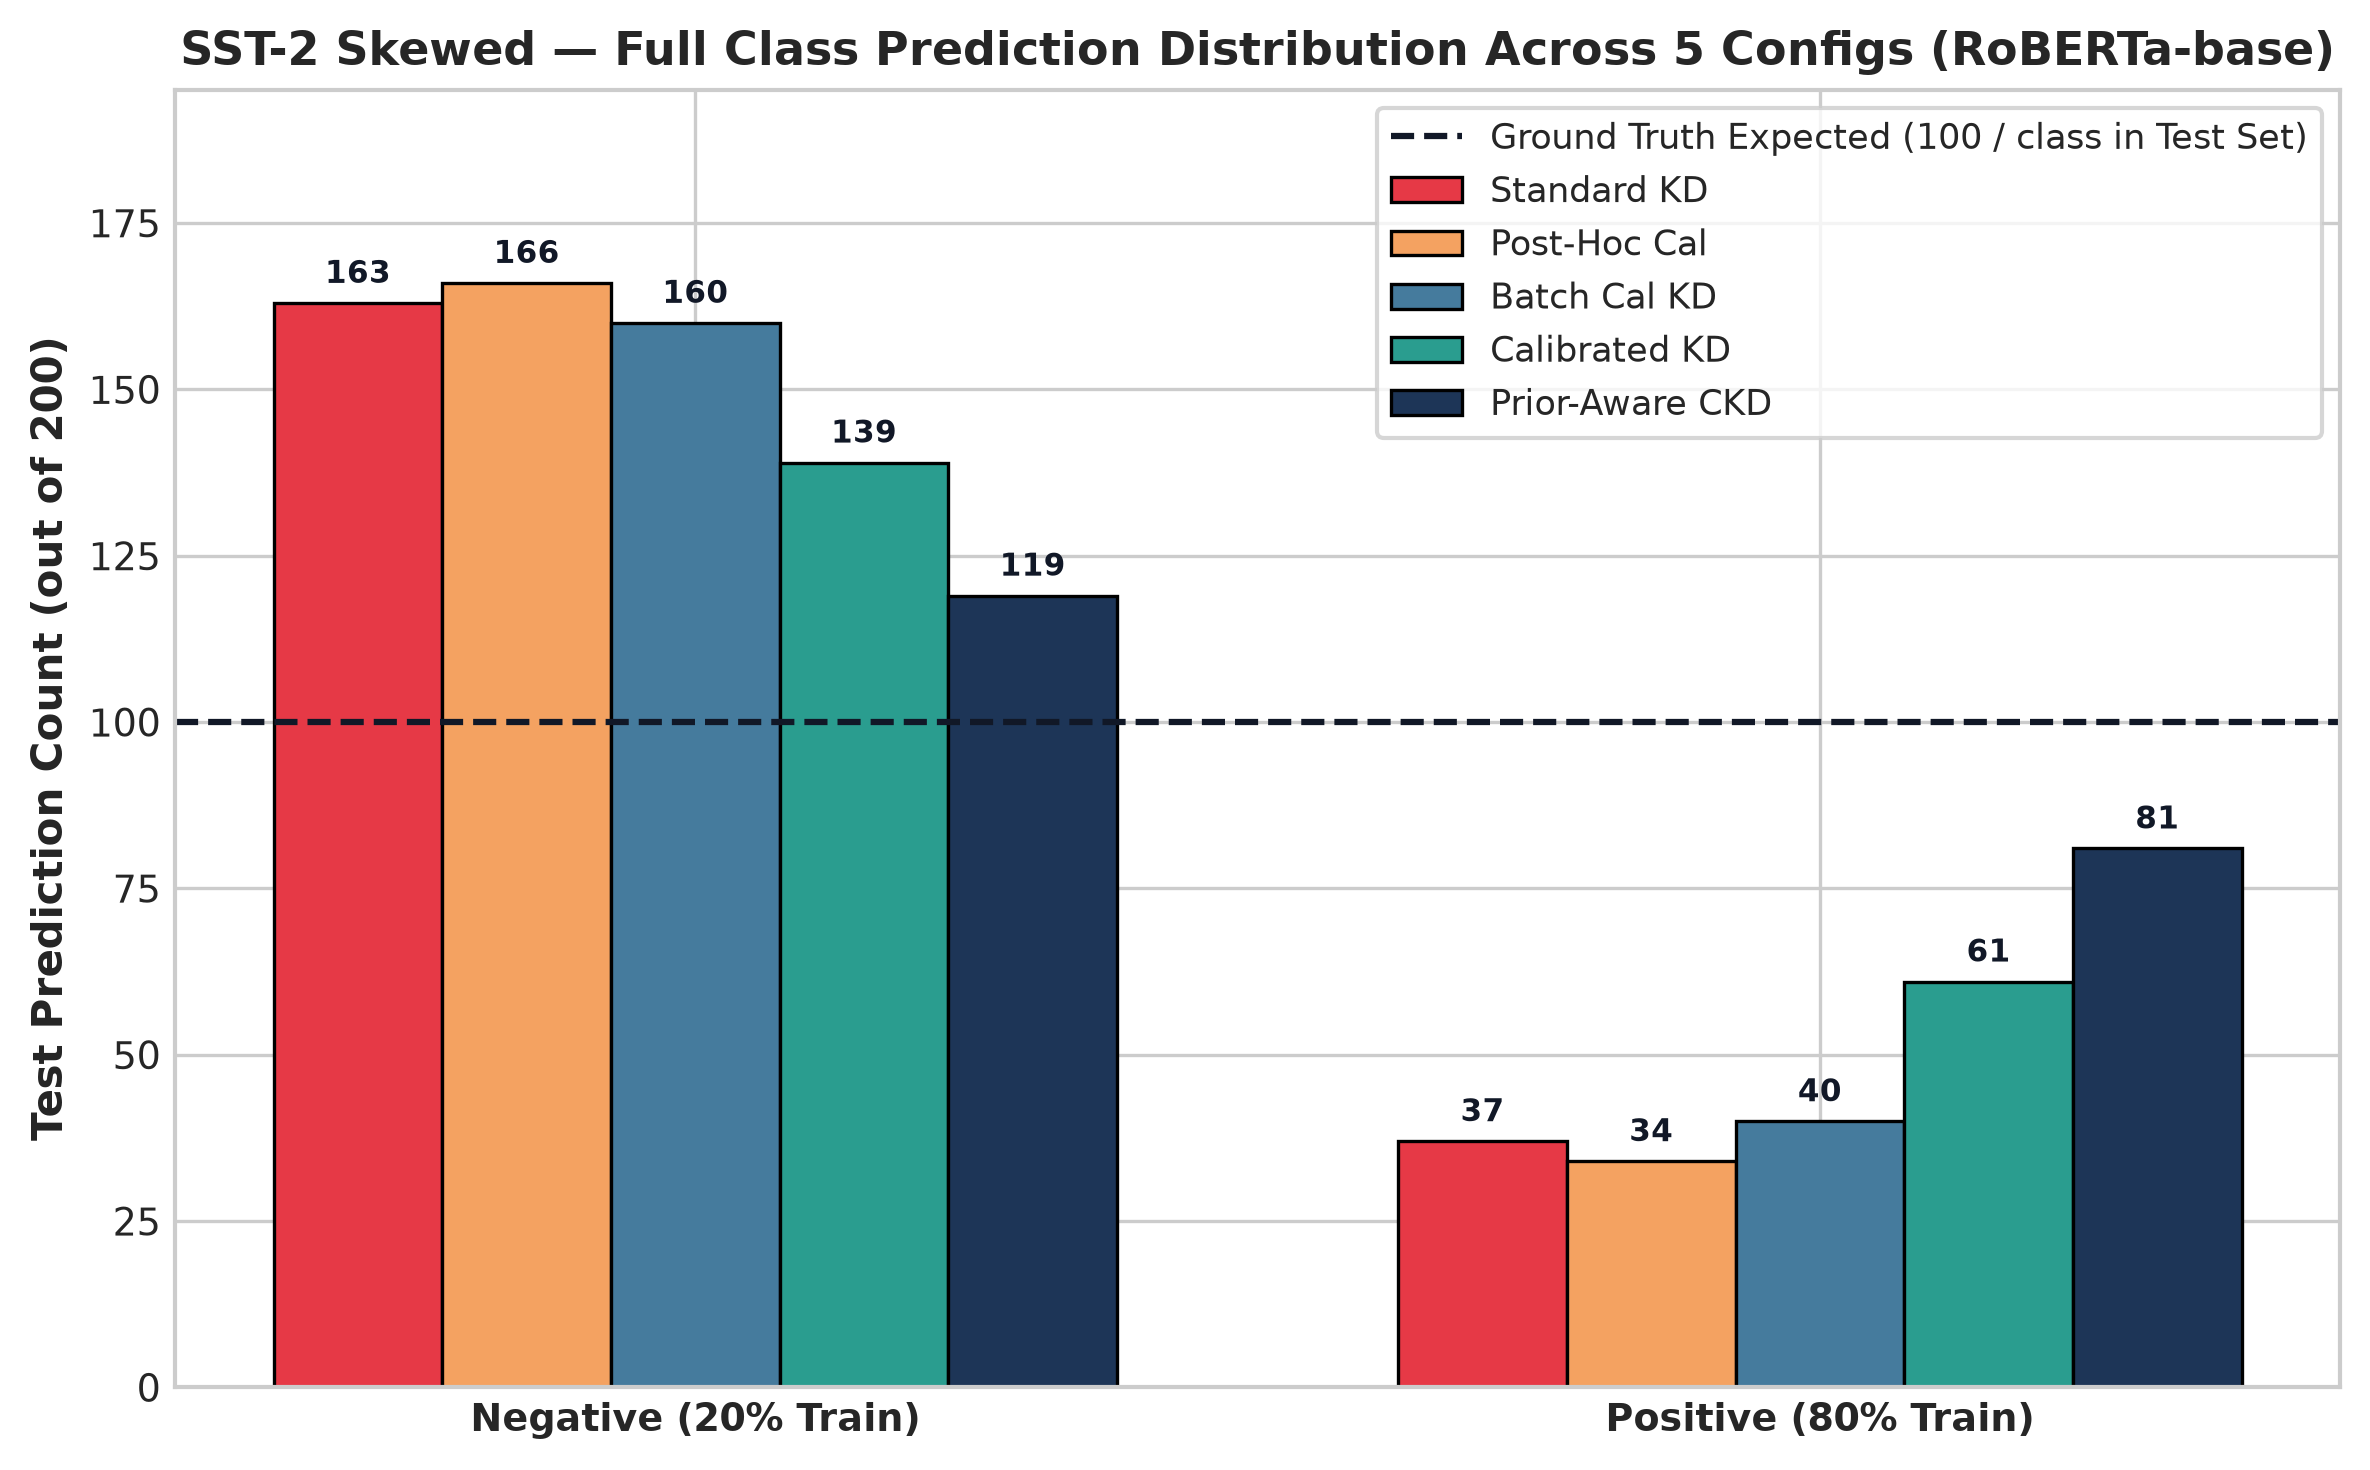 SST-2 Skewed — Full Class Prediction Distribution Across 5 Configs (RoBERTa-base)
Ground Truth Expected (100 / class in Test Set)
Standard KD
Post-Hoc Cal
Batch Cal KD
Calibrated KD
Prior-Aware CKD
Test Prediction Count (out of 200)
175
150
125
100
75
50
25
0
163
166
160
139
119
37
34
40
61
81
Negative (20% Train)
Positive (80% Train)